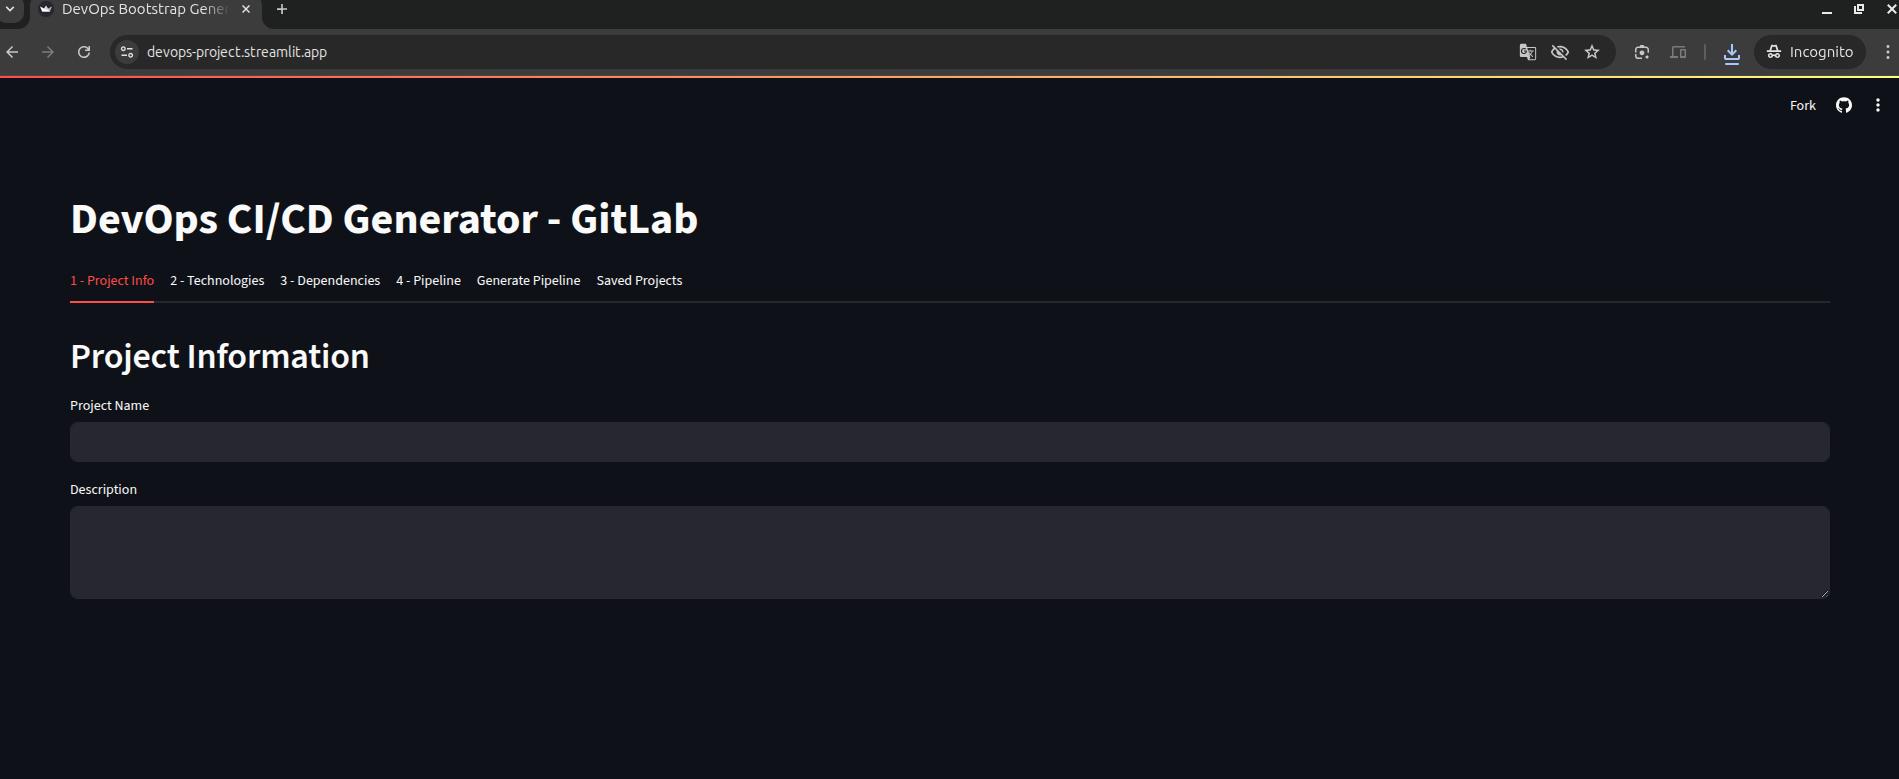 DevOps Bootstrap Gene
devops-project.streamlit.app
Incognito
Fork
DevOps CI/CD Generator - GitLab
1 - Project Info 2 - Technologies 3 - Dependencies 4 - Pipeline Generate Pipeline Saved Projects
Project Information
Project Name
Description